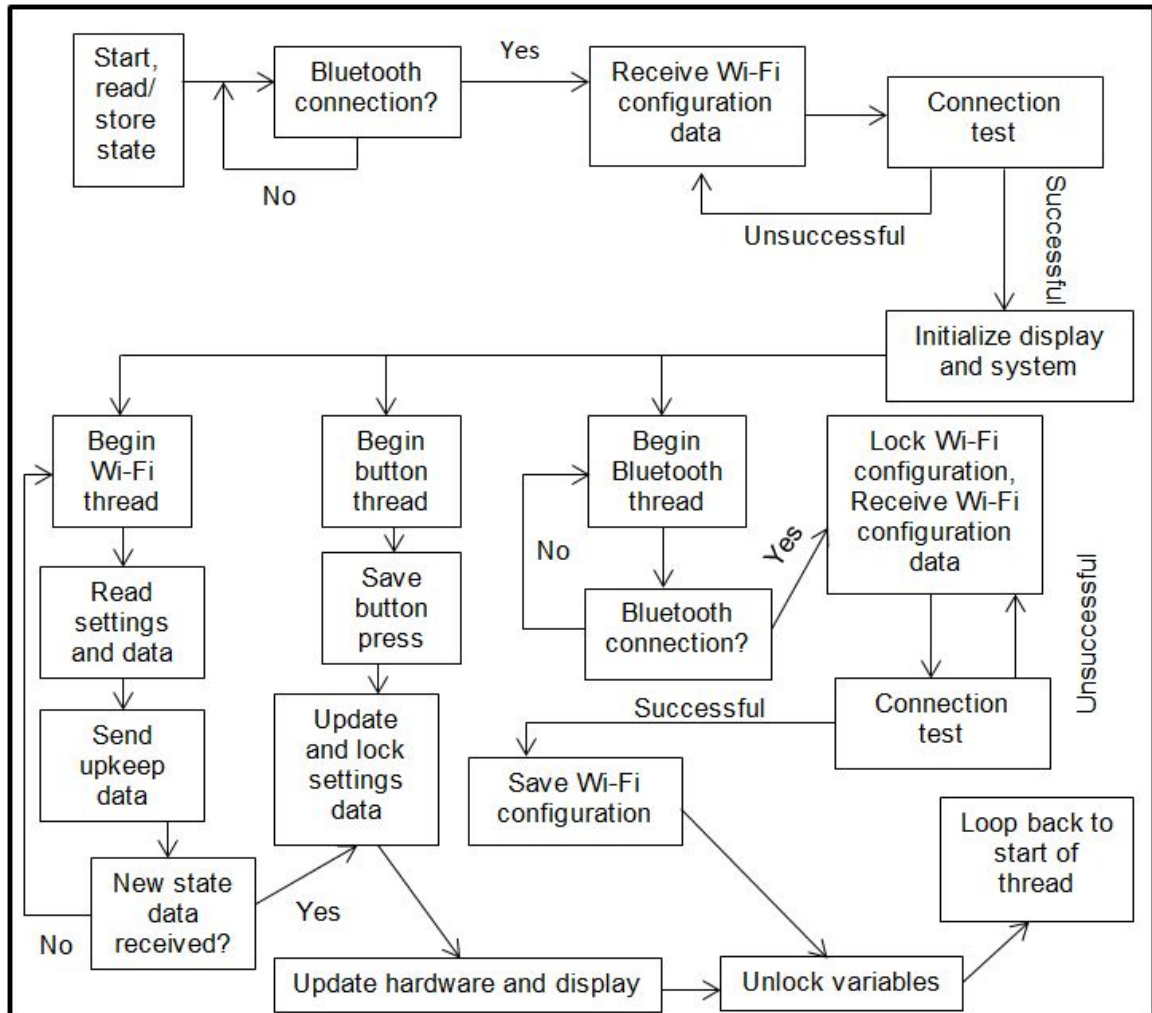 Start,
read/
store
state
Bluetooth
connection?
Yes
No
Receive Wi-Fi
configuration
data
Connection
test
Unsuccessful
Successful
Initialize display
and system
Begin
Wi-Fi
thread
Begin
button
thread
Begin
Bluetooth
thread
Lock Wi-Fi
configuration,
Receive Wi-Fi
configuration
data
No
Yes
Read
settings
and data
Save
button
press
Bluetooth
connection?
Unsuccessful
Send
upkeep
data
Update
and lock
settings
data
Successful
Connection
test
Save Wi-Fi
configuration
Loop back to
start of
thread
New state
data
received?
No
Yes
Update hardware and display
Unlock variables